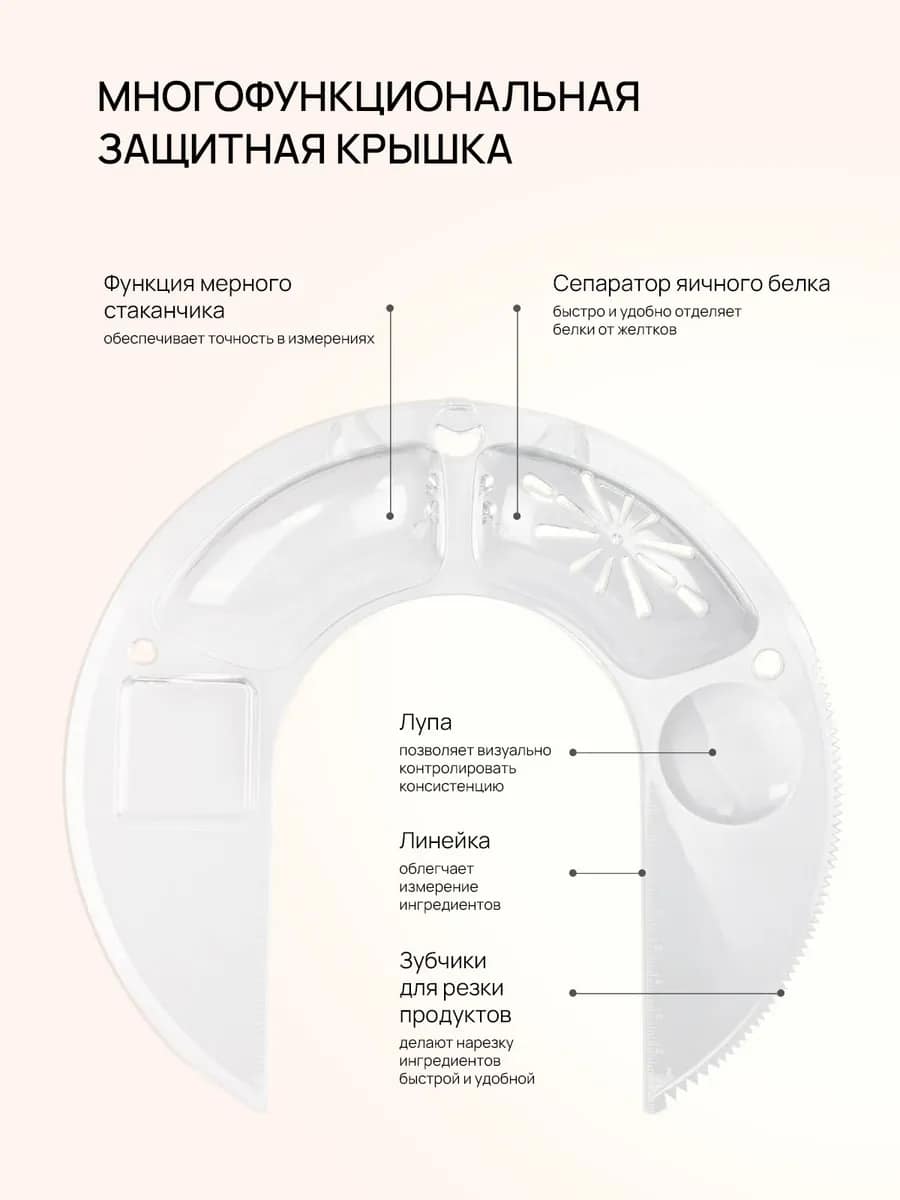 МНОГОФУНКЦИОНАЛЬНАЯ
ЗАЩИТНАЯ КРЫШКА
Функция мерного
стаканчика
обеспечивает точность в измерениях
Сепаратор яичного белка
быстро и удобно отделяет
белки от желтков
Лупа
позволяет визуально
контролировать
консистенцию
Линейка
облегчает
измерение
ингредиентов
Зубчики
для резки
продуктов
делают нарезку
ингредиентов
быстрой и удобной